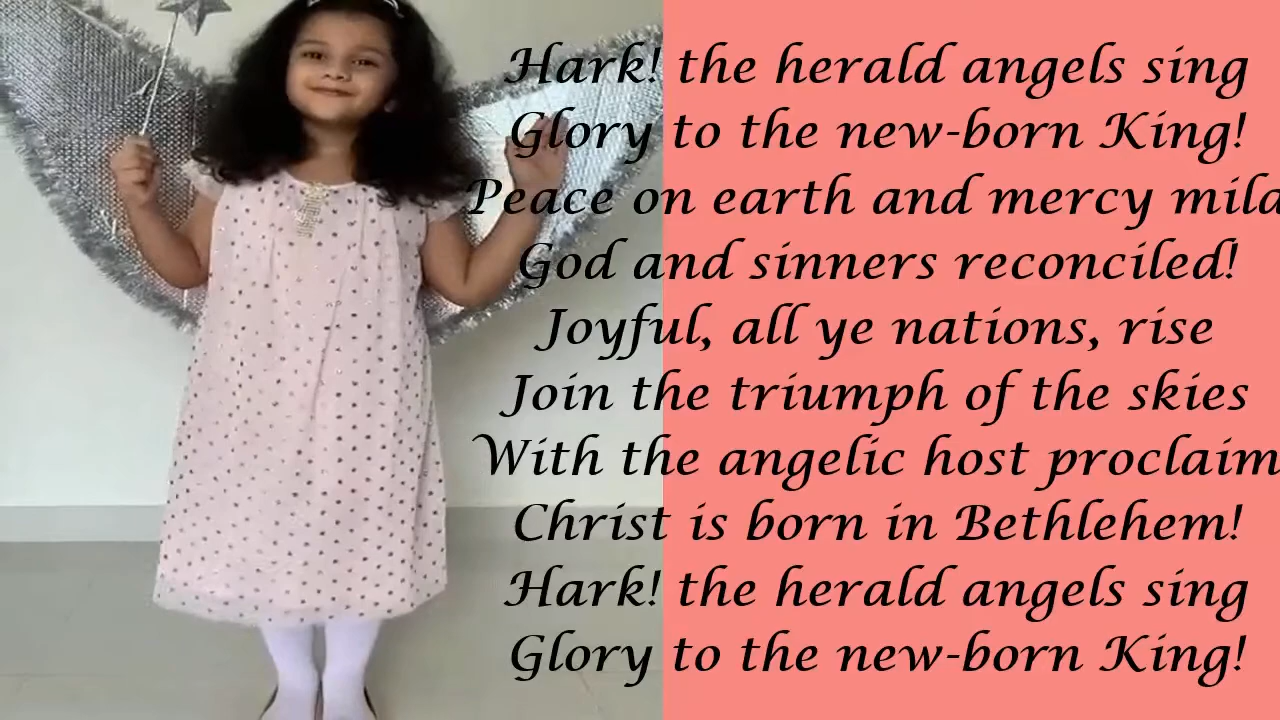 Hark! the herald angels sing
Glory to the new-born King!
Peace on earth and mercy mild
God and sinners reconciled!
Joyful, all ye nations, rise
Join the triumph of the skies
With the angelic host proclaim
Christ is born in Bethlehem!
Hark! the herald angels sing
Glory to the new-born King!